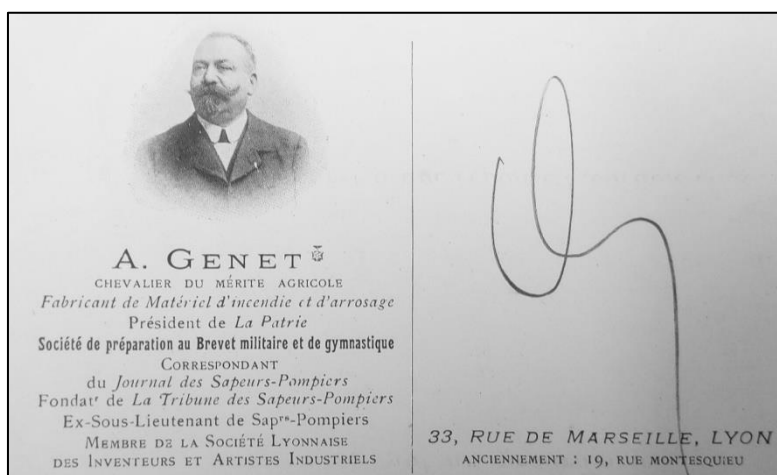 A. GENET
CHEVALIER DU MÉRITE AGRICOLE
Fabricant de Matériel d'incendie et d'arrosage
Président de La Patrie
Société de préparation au Brevet militaire et de gymnastique
CORRESPONDANT
du Journal des Sapeurs-Pompiers
Fondatr de La Tribune des Sapeurs-Pompiers
Ex-Sous-Lieutenant de Saprs-Pompiers
MEMBRE DE LA SOCIÉTÉ LYONNAISE
DES INVENTEURS ET ARTISTES INDUSTRIELS
33, RUE DE MARSEILLE, LYON
ANCIENNEMENT : 19, RUE MONTESQUIEU